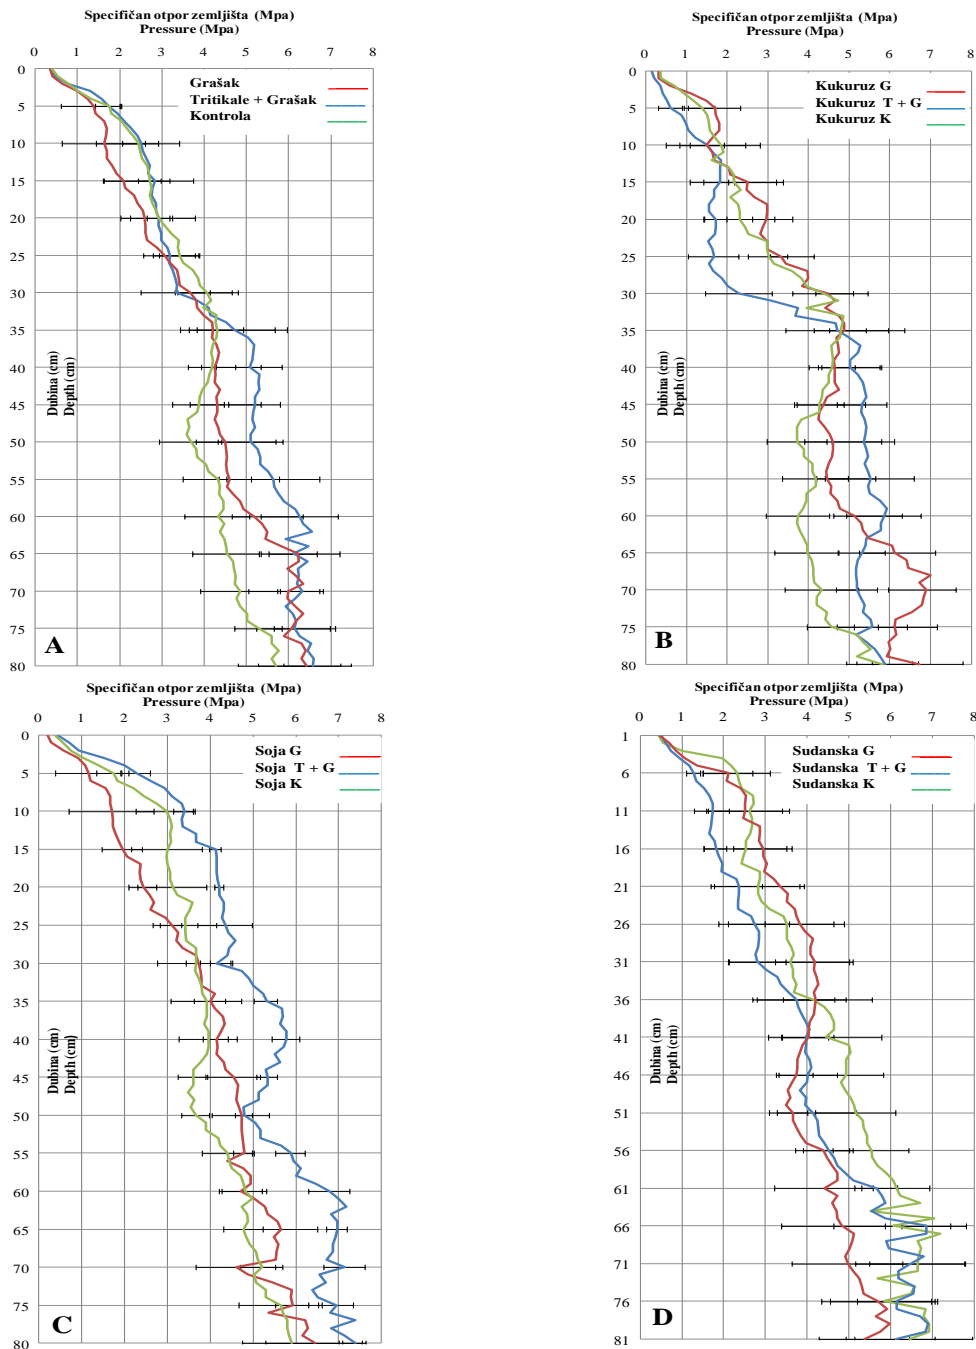 Specifičan otpor zemljišta (Mpa)
Pressure (Mpa)
0 1 2 3 4 5 6 7 8
0
5
10
15
20
25
30
35
40
45
50
55
60
65
70
75
80
Grašak
Tritikale + Grašak
Kontrola
Dubina (cm)
Depth (cm)
A
Specifičan otpor zemljišta (Mpa)
Pressure (Mpa)
0 1 2 3 4 5 6 7 8
0
5
10
15
20
25
30
35
40
45
50
55
60
65
70
75
80
Kukuruz G
Kukuruz T + G
Kukuruz K
Dubina (cm)
Depth (cm)
B
Specifičan otpor zemljišta (Mpa)
Pressure (Mpa)
0 1 2 3 4 5 6 7 8
0
5
10
15
20
25
30
35
40
45
50
55
60
65
70
75
80
Soja G
Soja T + G
Soja K
Dubina (cm)
Depth (cm)
C
Specifičan otpor zemljišta (Mpa)
Pressure (Mpa)
0 1 2 3 4 5 6 7 8
1
6
11
16
21
26
31
36
41
46
51
56
61
66
71
76
81
Sudanska G
Sudanska T + G
Sudanska K
Dubina (cm)
Depth (cm)
D